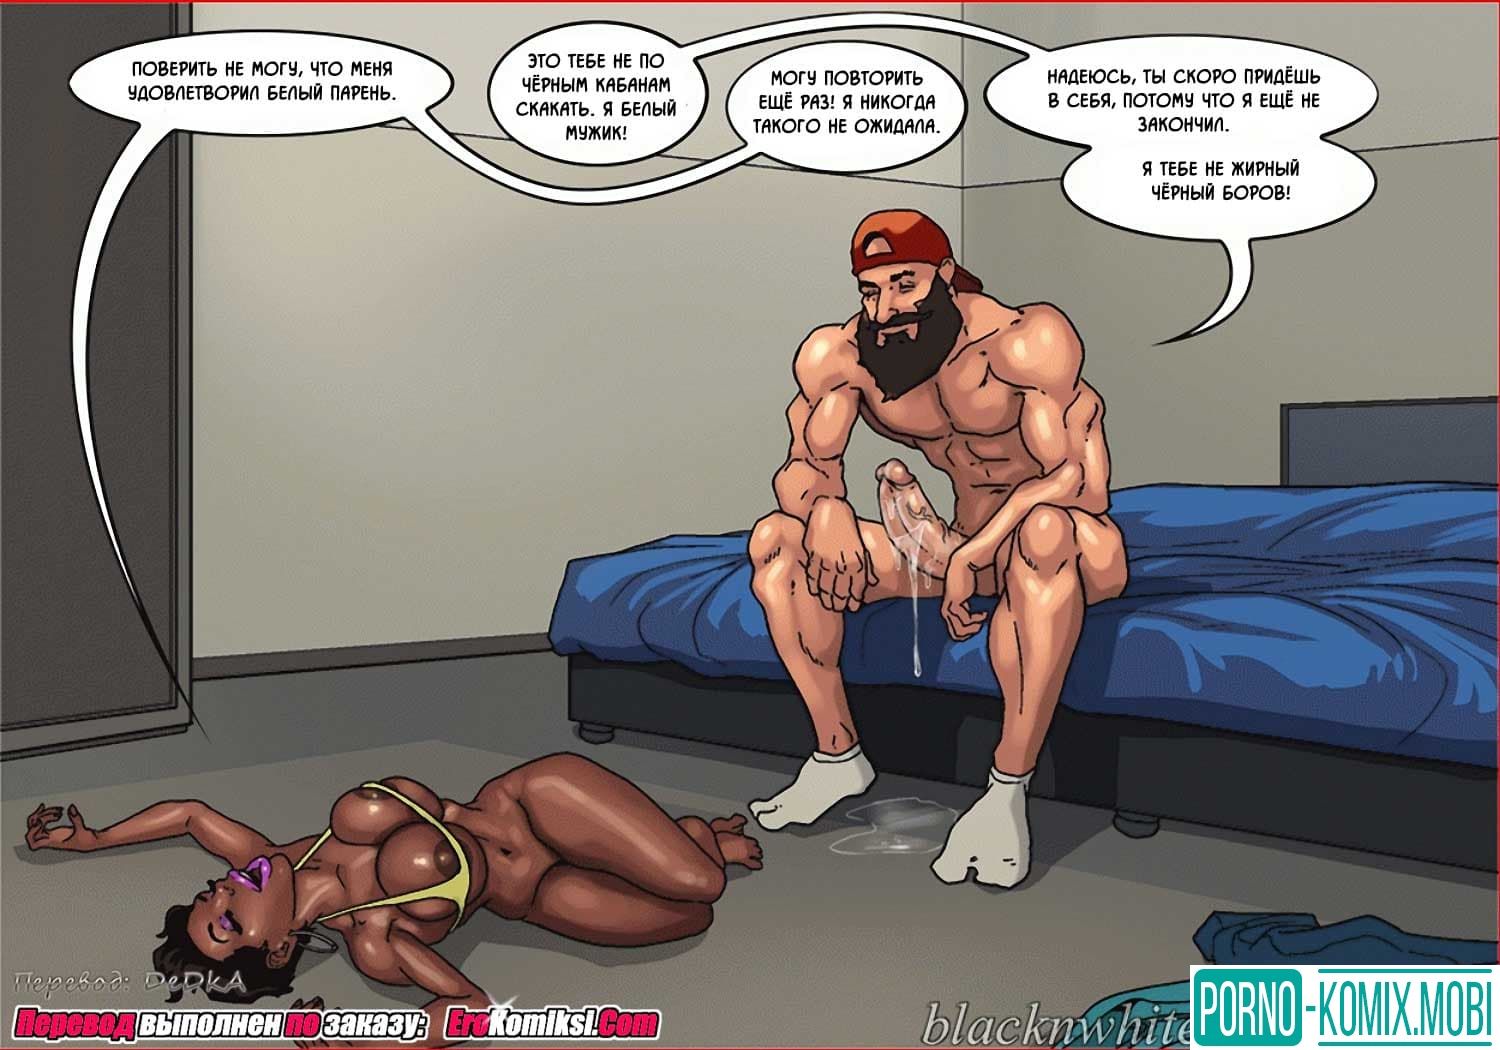 ПОВЕРИТЬ НЕ МОГУ, ЧТО МЕНЯ
УДОВЛЕТВОРИЛ БЕЛЫЙ ПАРЕНЬ.
ЭТО ТЕБЕ НЕ ПО
ЧЁРНЫМ КАБАНАМ
СКАКАТЬ. Я БЕЛЫЙ
МУЖИК!
МОГУ ПОВТОРИТЬ
ЕЩЁ РАЗ! Я НИКОГДА
ТАКОГО НЕ ОЖИДАЛА.
НАДЕЮСЬ, ТЫ СКОРО ПРИДЁШЬ
В СЕБЯ, ПОТОМУ ЧТО Я ЕЩЁ НЕ
ЗАКОНЧИЛ.
Я ТЕБЕ НЕ ЖИРНЫЙ
ЧЁРНЫЙ БОРОВ!
Перевод: DeDkA
Перевод выполнен по заказу: EroKomiksi.Com
blacknwhite
PORNO-KOMIX.MOBI